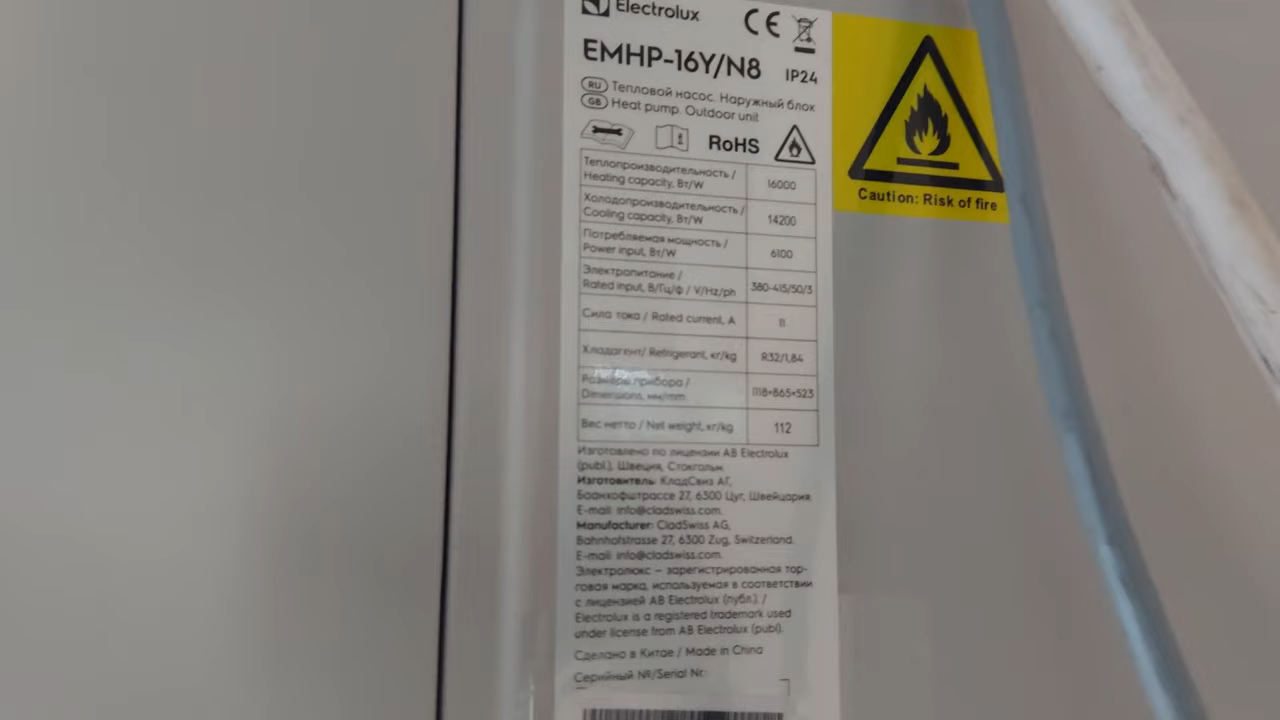 Electrolux
EMHP-16Y/N8
IP24
RU Тепловой насос. Наружный блок
GB Heat pump. Outdoor unit
RoHS
Теплопроизводительность /
Heating capacity, Вт/W
16000
Холодопроизводительность /
Cooling capacity, Вт/W
14200
Потребляемая мощность /
Power input, Вт/W
6100
Электропитание /
Rated input, В/Гц/ф / V/Hz/ph
380-415/50/3
Сила тока / Rated current, А
11
Хладагент/ Refrigerant, кг/kg
R32/1,84
Размеры прибора /
Dimensions, мм/mm
1118×865×523
Вес нетто / Net weight, кг/kg
112
Изготовлено по лицензии AB Electrolux
(publ.), Швеция, Стокгольм.
Изготовитель: КладСвиз АГ,
Баанхофштрассе 27, 6300 Цуг, Швейцария.
E-mail: info@cladswiss.com.
Manufacturer: CladSwiss AG,
Bahnhofstrasse 27, 6300 Zug, Switzerland.
E-mail: info@cladswiss.com.
Электролюкс – зарегистрированная тор-
говая марка, используемая в соответствии
с лицензией AB Electrolux (публ.) /
Electrolux is a registered trademark used
under license from AB Electrolux (publ).
Сделано в Китае / Made in China
Серийный №/Serial Nr:
Caution: Risk of fire